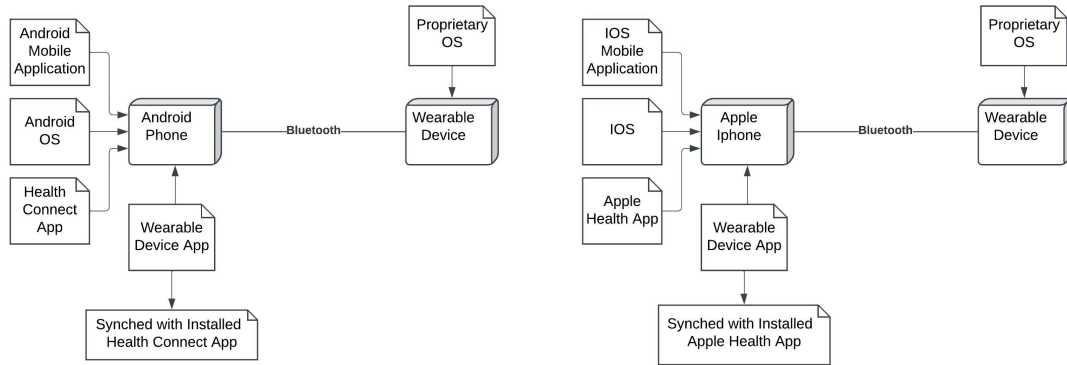 Android
Mobile
Application
Android
OS
Health
Connect
App
Android
Phone
Wearable
Device App
Synched with Installed
Health Connect App
Bluetooth
Proprietary
OS
Wearable
Device
IOS
Mobile
Application
IOS
Apple
Health App
Apple
Iphone
Wearable
Device App
Synched with Installed
Apple Health App
Bluetooth
Proprietary
OS
Wearable
Device